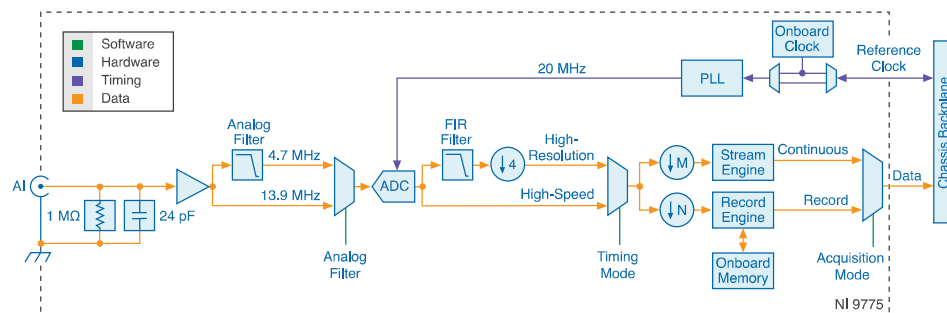 Software
Hardware
Timing
Data
Onboard
Clock
Reference
Clock
20 MHz
PLL
Chassis Backplane
Analog
Filter
4.7 MHz
13.9 MHz
FIR
Filter
4
High-
Resolution
High-Speed
ADC
M
Stream
Engine
Continuous
N
Record
Engine
Record
Data
AI
1 MΩ
24 pF
Analog
Filter
Timing
Mode
Onboard
Memory
Acquisition
Mode
NI 9775